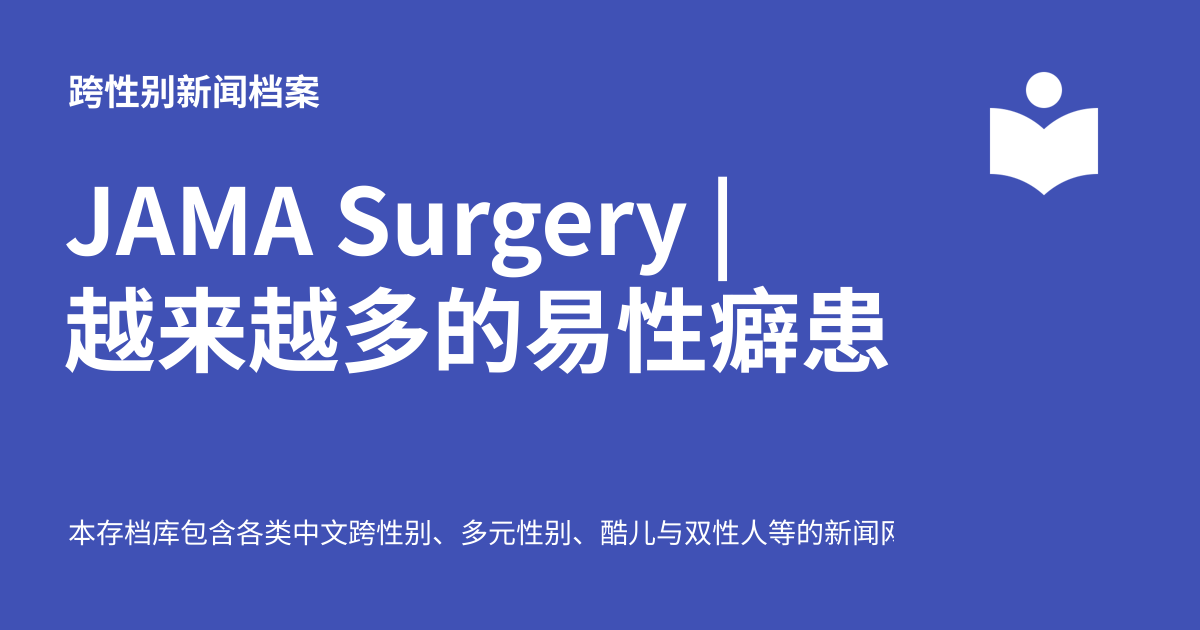 跨性别新闻档案
JAMA Surgery |
越来越多的易性癖患
本存档库包含各类中文跨性别、多元性别、酷儿与双性人等的新闻